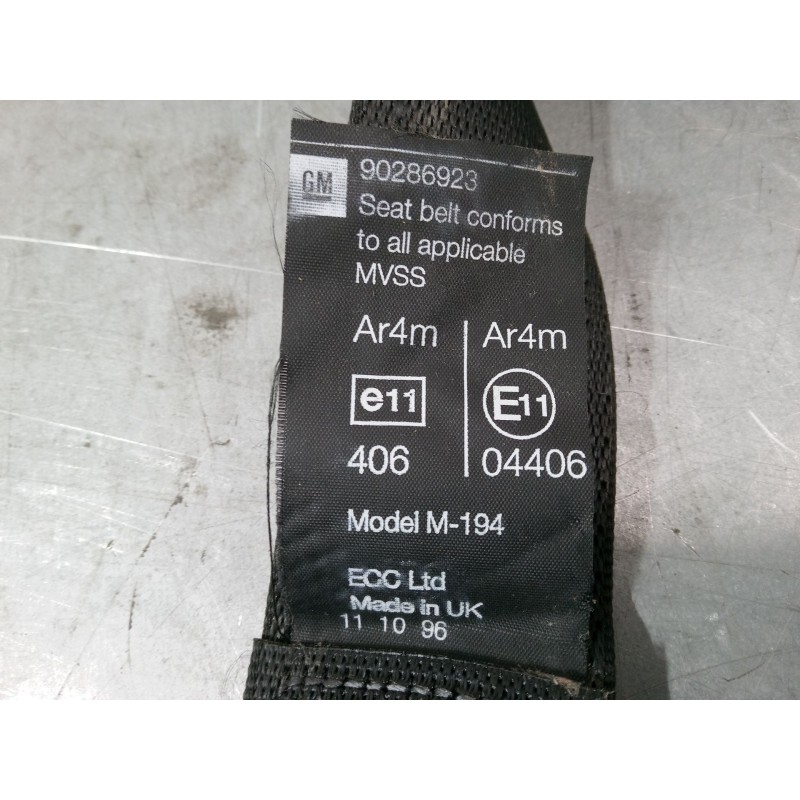 GM
90286923
Seat belt conforms
to all applicable
MVSS
Ar4m Ar4m
e11 E11
406 04406
Model M-194
ECC Ltd
Made in UK
11 10 96